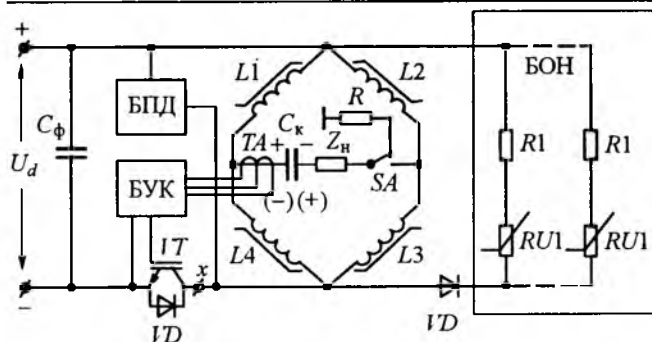 +
L1
L2
БОН
БПД
R
R1
R1
Cф
Cк
Ud
TA
+
−
Zн
БУК
SA
(−)(+)
VT
L4
L3
RU1
RU1
x
−
VD
VD